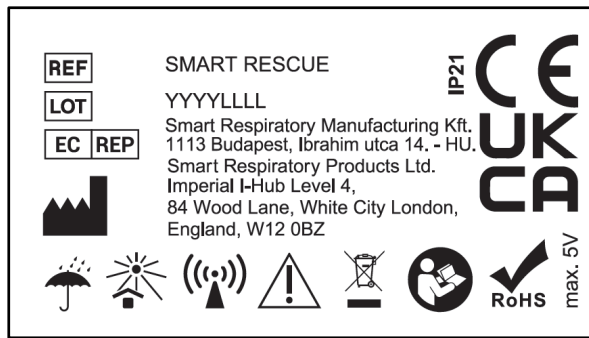 REF SMART RESCUE
LOT YYYYLLLL
EC REP Smart Respiratory Manufacturing Kft.
1113 Budapest, Ibrahim utca 14. - HU.
Smart Respiratory Products Ltd.
Imperial I-Hub Level 4,
84 Wood Lane, White City London,
England, W12 0BZ
IP21
CE
UK
CA
RoHS
max. 5V